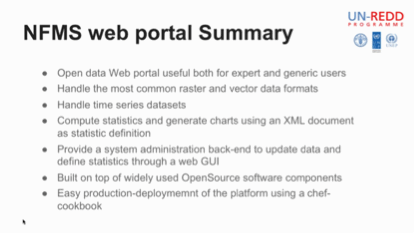 UN-REDD
PROGRAMME
NFMS web portal Summary
● Open data Web portal useful both for expert and generic users
● Handle the most common raster and vector data formats
● Handle time series datasets
● Compute statistics and generate charts using an XML document
as statistic definition
● Provide a system administration back-end to update data and
define statistics through a web GUI
● Built on top of widely used OpenSource software components
● Easy production-deploymemnt of the platform using a chef-
cookbook